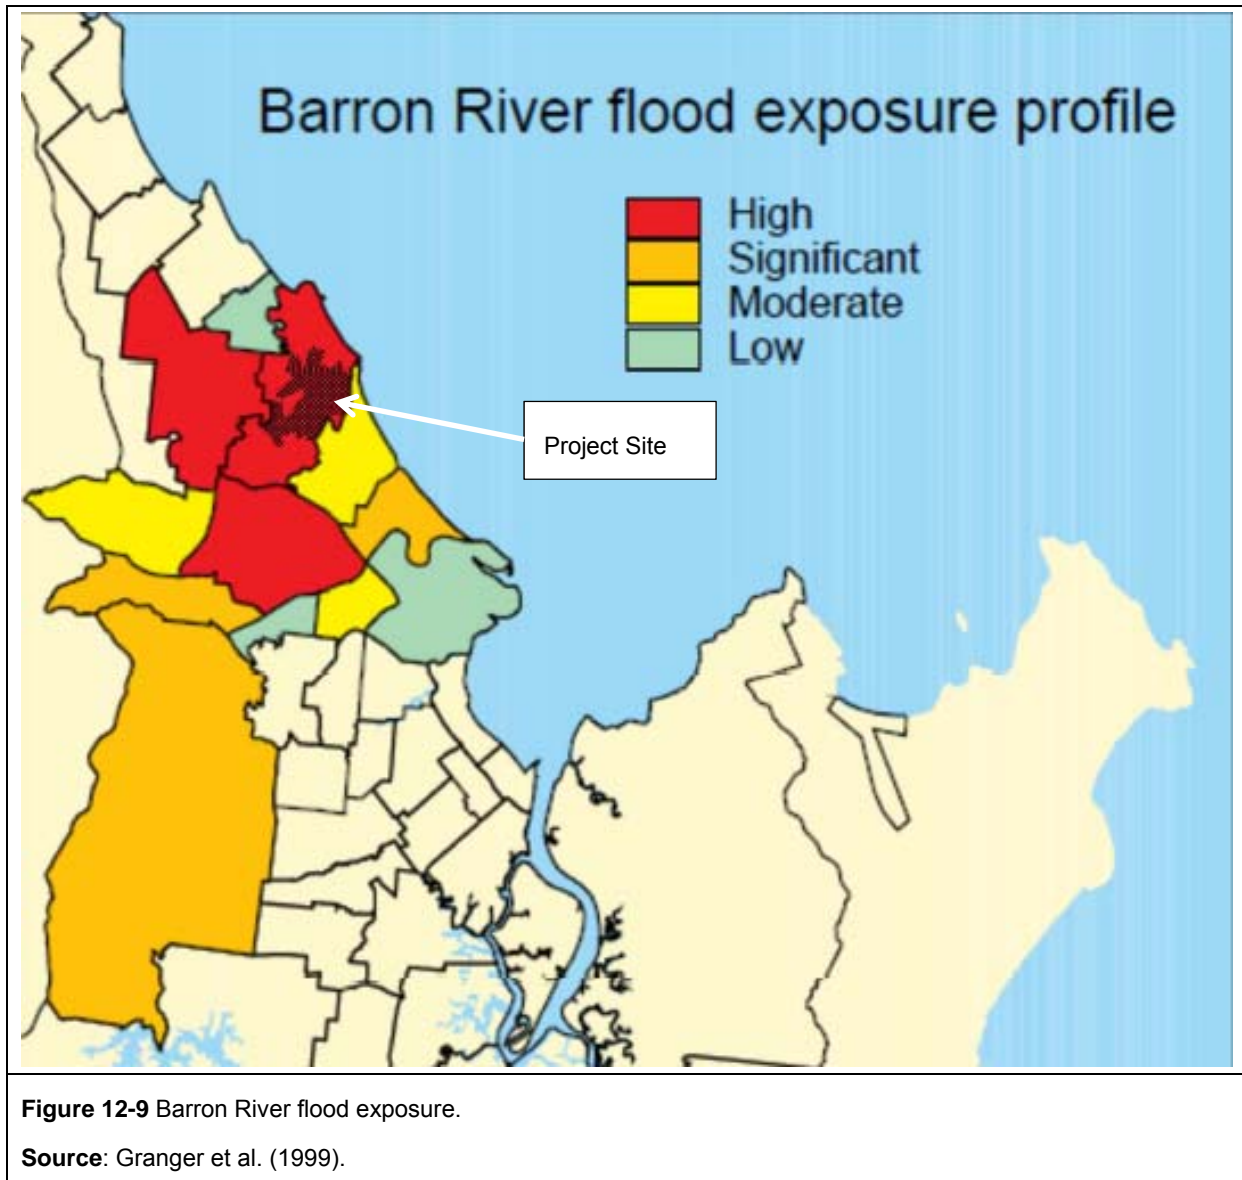 Barron River flood exposure profile
High
Significant
Moderate
Low
Project Site
Figure 12-9 Barron River flood exposure.
Source: Granger et al. (1999).